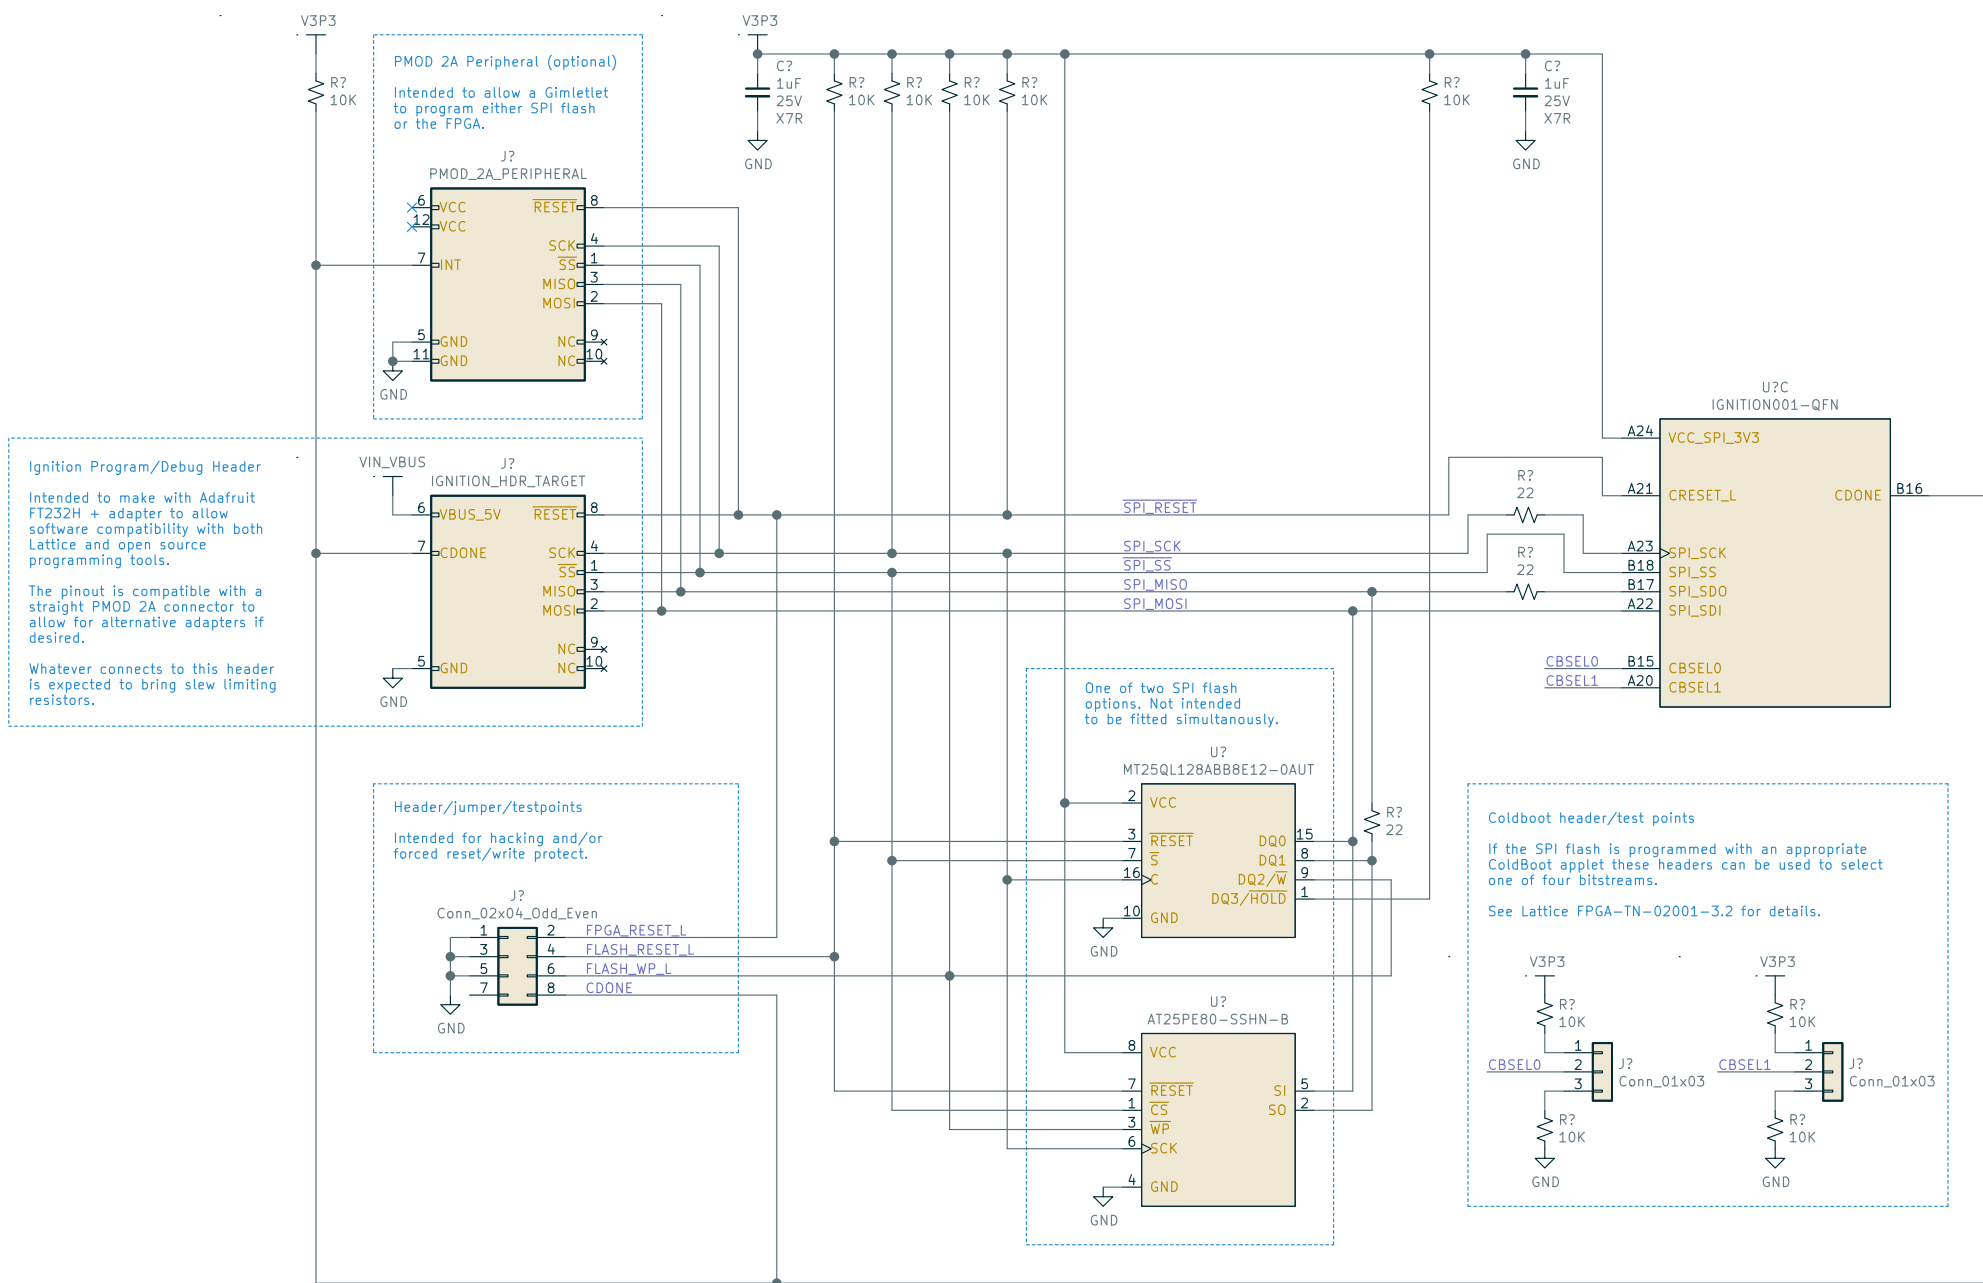 V3P3
R?
10K
PMOD 2A Peripheral (optional)
Intended to allow a Gimletlet
to program either SPI flash
or the FPGA.
J?
PMOD_2A_PERIPHERAL
6 VCC
12 VCC
7 INT
5 GND
11 GND
RESET 8
SCK 4
SS 1
MISO 3
MOSI 2
NC 9
NC 10
GND
V3P3
C?
1uF
25V
X7R
GND
R?
10K
R?
10K
R?
10K
R?
10K
R?
10K
C?
1uF
25V
X7R
GND
Ignition Program/Debug Header
Intended to make with Adafruit
FT232H + adapter to allow
software compatibility with both
Lattice and open source
programming tools.
The pinout is compatible with a
straight PMOD 2A connector to
allow for alternative adapters if
desired.
Whatever connects to this header
is expected to bring slew limiting
resistors.
VIN_VBUS
J?
IGNITION_HDR_TARGET
6 VBUS_5V
7 CDONE
5 GND
RESET 8
SCK 4
SS 1
MISO 3
MOSI 2
NC 9
NC 10
GND
SPI_RESET
SPI_SCK
SPI_SS
SPI_MISO
SPI_MOSI
R?
22
R?
22
U?C
IGNITION001-QFN
A24 VCC_SPI_3V3
A21 CRESET_L
CDONE B16
A23 SPI_SCK
B18 SPI_SS
B17 SPI_SDO
A22 SPI_SDI
B15 CBSEL0
A20 CBSEL1
CBSEL0
CBSEL1
One of two SPI flash
options. Not intended
to be fitted simultanously.
U?
MT25QL128ABB8E12-0AUT
2 VCC
3 RESET
7 S
16 C
10 GND
DQ0 15
DQ1 8
DQ2/W 9
DQ3/HOLD 1
GND
R?
22
U?
AT25PE80-SSHN-B
8 VCC
7 RESET
1 CS
3 WP
6 SCK
4 GND
SI 5
SO 2
GND
Header/jumper/testpoints
Intended for hacking and/or
forced reset/write protect.
J?
Conn_02x04_Odd_Even
1 2 FPGA_RESET_L
3 4 FLASH_RESET_L
5 6 FLASH_WP_L
7 8 CDONE
GND
Coldboot header/test points
If the SPI flash is programmed with an appropriate
ColdBoot applet these headers can be used to select
one of four bitstreams.
See Lattice FPGA-TN-02001-3.2 for details.
V3P3
R?
10K
CBSEL0
1
2
3
J?
Conn_01x03
R?
10K
GND
V3P3
R?
10K
CBSEL1
1
2
3
J?
Conn_01x03
R?
10K
GND